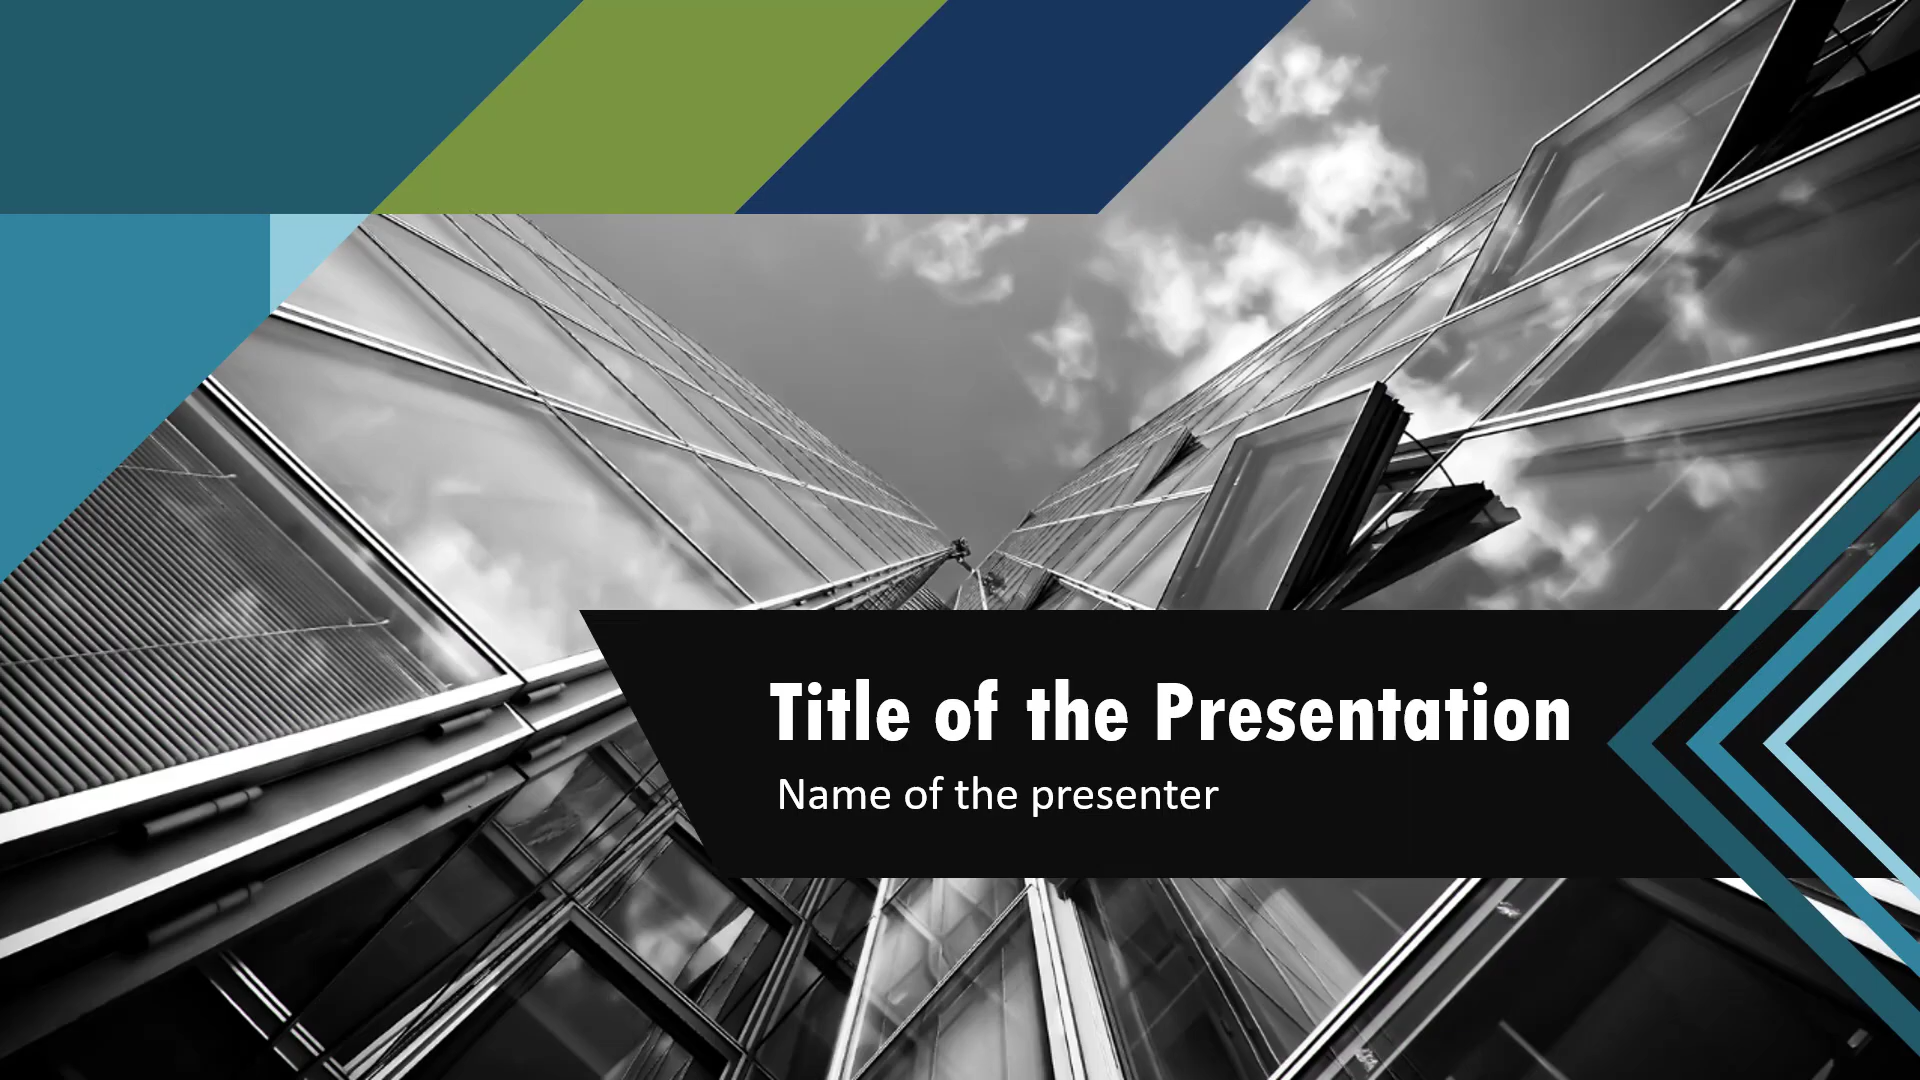 Title of the Presentation
Name of the presenter